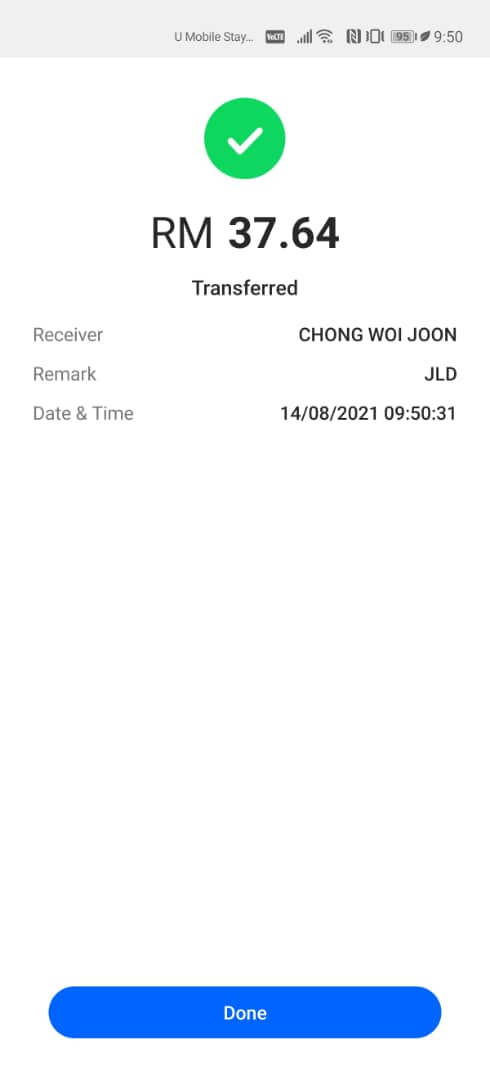 U Mobile Stay... VoLTE 95 9:50
RM 37.64
Transferred
Receiver CHONG WOI JOON
Remark JLD
Date & Time 14/08/2021 09:50:31
Done